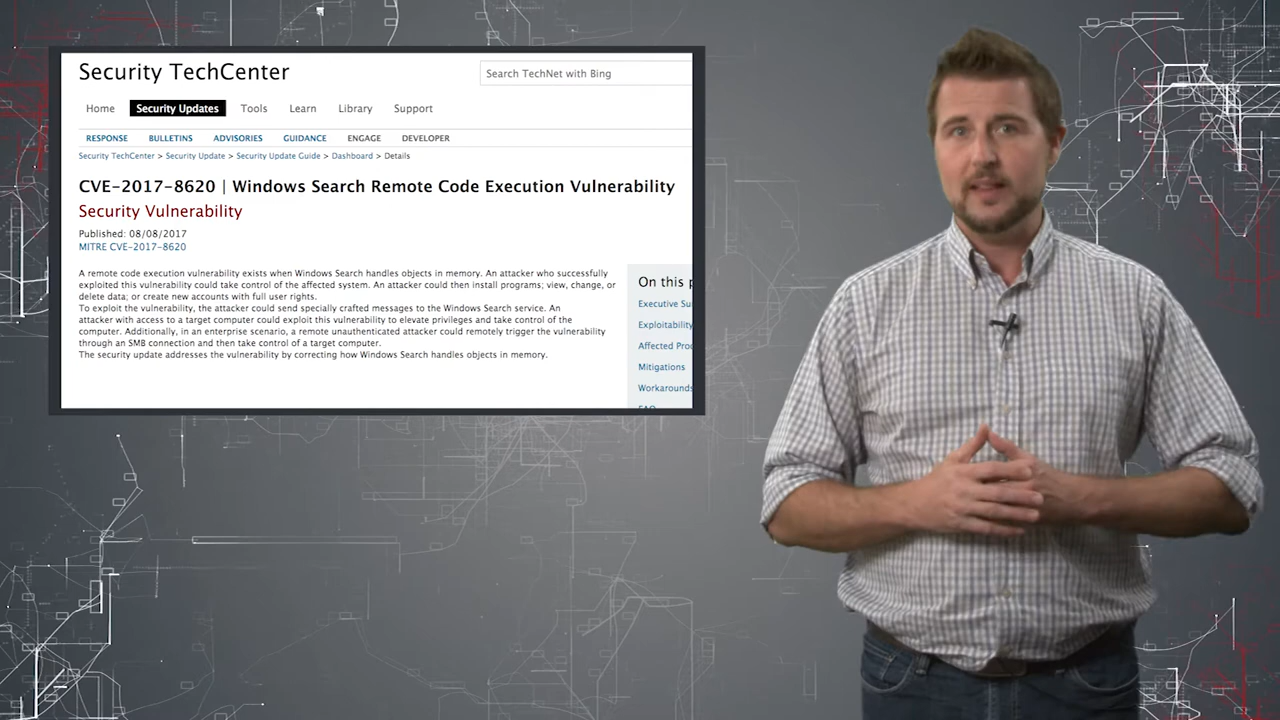 Security TechCenter
Search TechNet with Bing
Home Security Updates Tools Learn Library Support
RESPONSE BULLETINS ADVISORIES GUIDANCE ENGAGE DEVELOPER
Security TechCenter > Security Update > Security Update Guide > Dashboard > Details
CVE-2017-8620 | Windows Search Remote Code Execution Vulnerability
Security Vulnerability
Published: 08/08/2017
MITRE CVE-2017-8620
A remote code execution vulnerability exists when Windows Search handles objects in memory. An attacker who successfully
exploited this vulnerability could take control of the affected system. An attacker could then install programs; view, change, or
delete data; or create new accounts with full user rights.
To exploit the vulnerability, the attacker could send specially crafted messages to the Windows Search service. An
attacker with access to a target computer could exploit this vulnerability to elevate privileges and take control of the
computer. Additionally, in an enterprise scenario, a remote unauthenticated attacker could remotely trigger the vulnerability
through an SMB connection and then take control of a target computer.
The security update addresses the vulnerability by correcting how Windows Search handles objects in memory.
On this
Executive
Exploitability
Affected
Mitigations
Workarounds